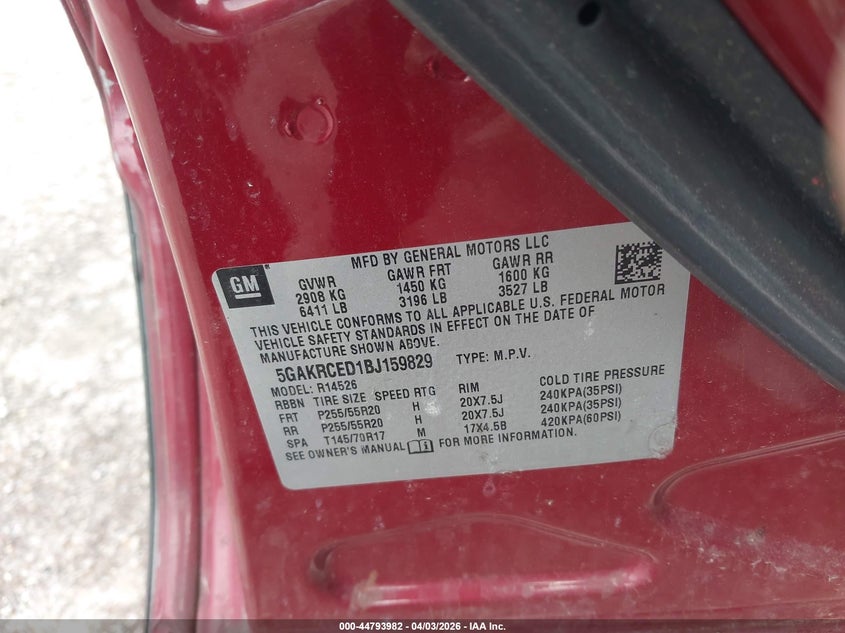 MFD BY GENERAL MOTORS LLC
GM
GVWR GAWR FRT GAWR RR
2908 KG 1450 KG 1600 KG
6411 LB 3196 LB 3527 LB
THIS VEHICLE CONFORMS TO ALL APPLICABLE U.S. FEDERAL MOTOR
VEHICLE SAFETY STANDARDS IN EFFECT ON THE DATE OF
MANUFACTURE SHOWN ABOVE.
5GAKRCED1BJ159829 TYPE: M.P.V.
MODEL: R14526
RBBN TIRE SIZE SPEED RTG RIM COLD TIRE PRESSURE
FRT P255/55R20 H 20X7.5J 240KPA(35PSI)
RR P255/55R20 H 20X7.5J 240KPA(35PSI)
SPA T145/70R17 M 17X4.5B 420KPA(60PSI)
SEE OWNER'S MANUAL FOR MORE INFORMATION.
000-44793982 - 04/03/2026 - IAA Inc.